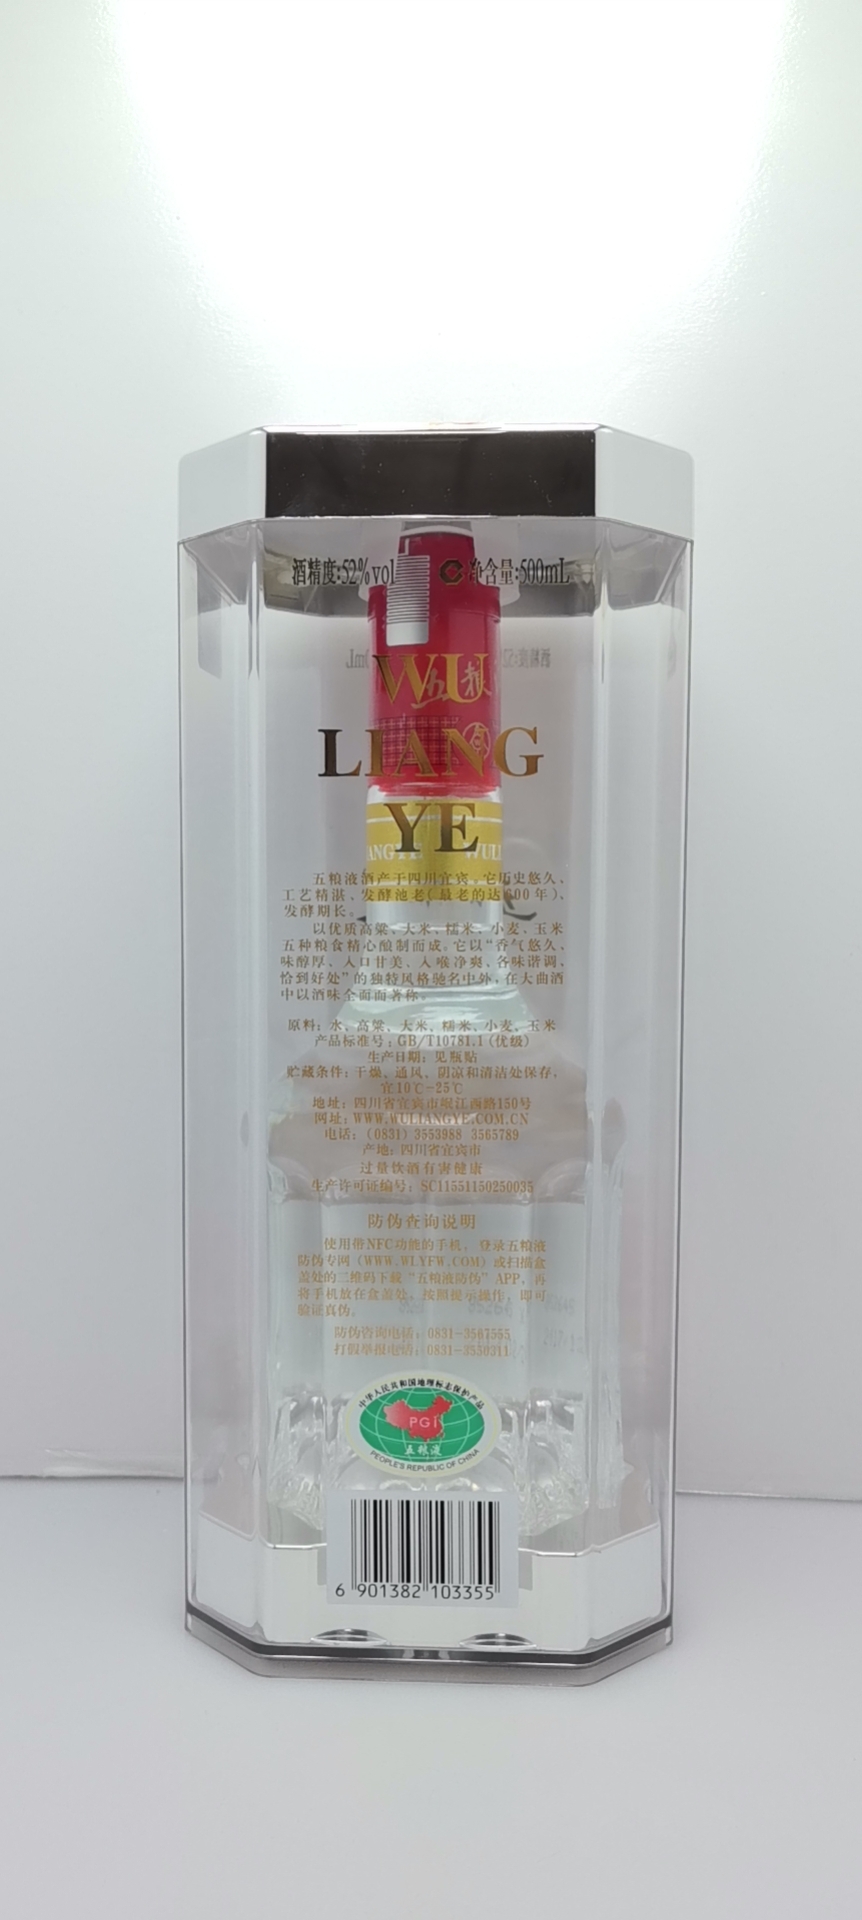 酒精度:52%vol
净含量:500mL
五粮
WU
LIANG
YE
WULI
五粮液酒产于四川宜宾，它历史悠久、
工艺精湛、发酵池老(最老的达600年)、
发酵期长。
以优质高粱、大米、糯米、小麦、玉米
五种粮食精心酿制而成。它以“香气悠久、
味醇厚、入口甘美、入喉净爽、各味谐调、
恰到好处”的独特风格驰名中外，在大曲酒
中以酒味全面而著称。
原料：水、高粱、大米、糯米、小麦、玉米
产品标准号：GB/T10781.1(优级)
生产日期：见瓶贴
贮藏条件：干燥、通风、阴凉和清洁处保存，
宜10℃-25℃
地址：四川省宜宾市岷江西路150号
网址：WWW.WULIANGYE.COM.CN
电话：(0831) 3553988 3565789
产地：四川省宜宾市
过量饮酒有害健康
生产许可证编号：SC11551150250035
防伪查询说明
使用带NFC功能的手机，登录五粮液
防伪专网(WWW.WLYFW.COM)或扫描盒
盖处的二维码下载“五粮液防伪”APP，再
将手机放在盒盖处，按照提示操作，即可
验证真伪。
防伪咨询电话：0831-3567555
打假举报电话：0831-3550311
中华人民共和国地理标志保护产品
PGI
五粮液
PEOPLE'S REPUBLIC OF CHINA
6 901382 103355